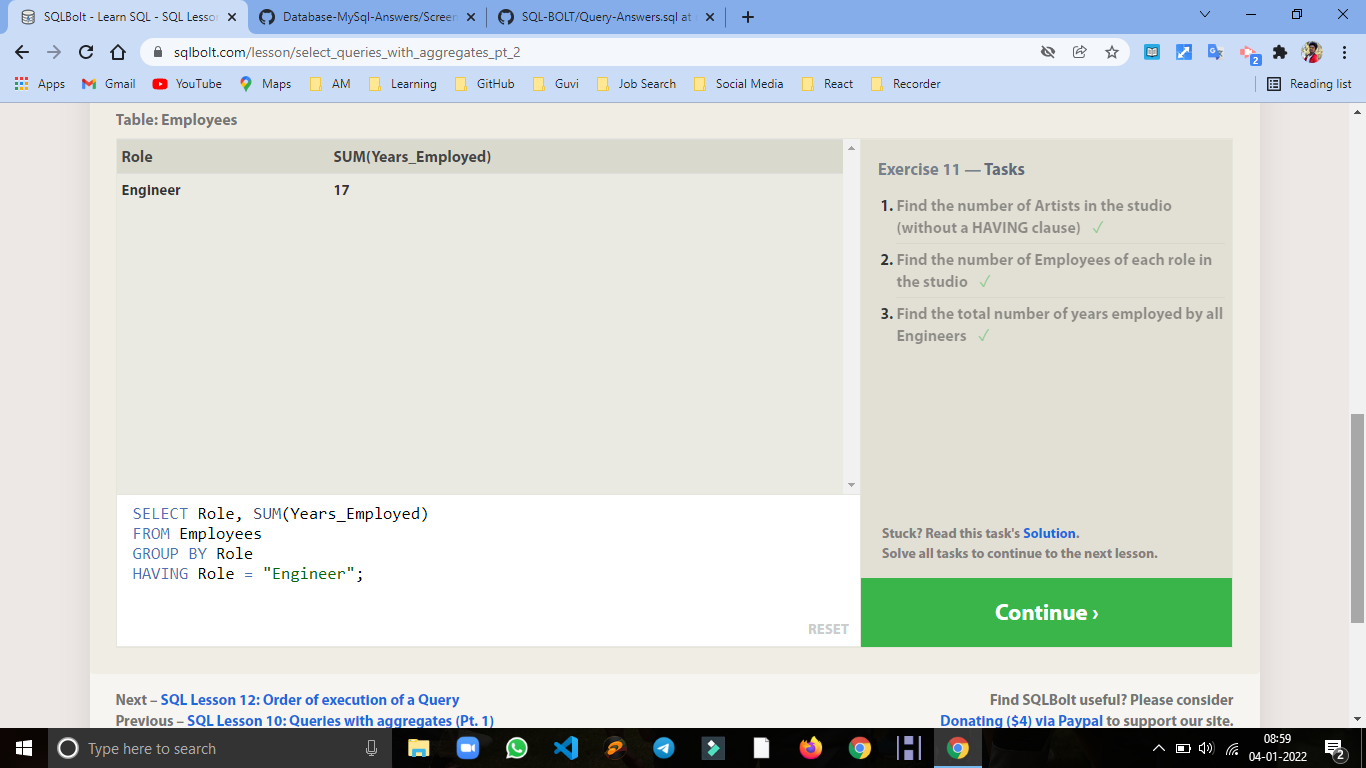 SQLBolt - Learn SQL - SQL Lesson
Database-MySql-Answers/Screen
SQL-BOLT/Query-Answers.sql at
sqlbolt.com/lesson/select_queries_with_aggregates_pt_2
2
Apps Gmail YouTube Maps AM Learning GitHub Guvi Job Search Social Media React Recorder Reading list
Table: Employees
Role SUM(Years_Employed)
Engineer 17
Exercise 11 — Tasks
1. Find the number of Artists in the studio
(without a HAVING clause) ✓
2. Find the number of Employees of each role in
the studio ✓
3. Find the total number of years employed by all
Engineers ✓
SELECT Role, SUM(Years_Employed)
FROM Employees
GROUP BY Role
HAVING Role = "Engineer";
RESET
Stuck? Read this task's Solution.
Solve all tasks to continue to the next lesson.
Continue ›
Next – SQL Lesson 12: Order of execution of a Query
Previous – SQL Lesson 10: Queries with aggregates (Pt. 1)
Find SQLBolt useful? Please consider
Donating ($4) via Paypal to support our site.
Type here to search
08:59
04-01-2022
2